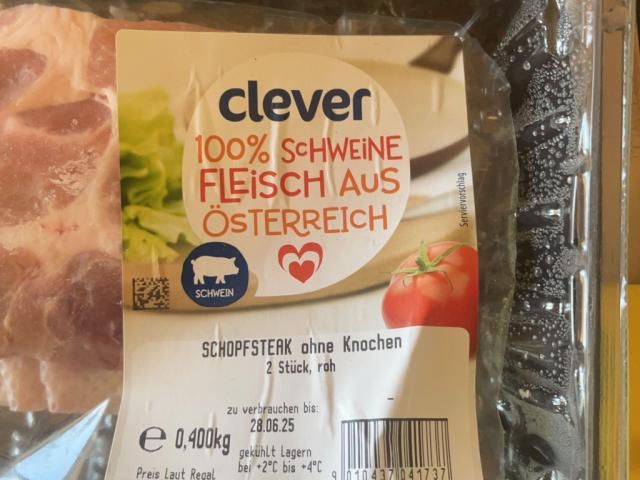 clever
100% SCHWEINE
FLEISCH AUS
ÖSTERREICH
Serviervorschlag
SCHWEIN
SCHOPFSTEAK ohne Knochen
2 Stück, roh
zu verbrauchen bis:
28.06.25
e 0,400kg
gekühlt Lagern
bei +2°C bis +4°C
Preis Laut Regal
9 010437 041737